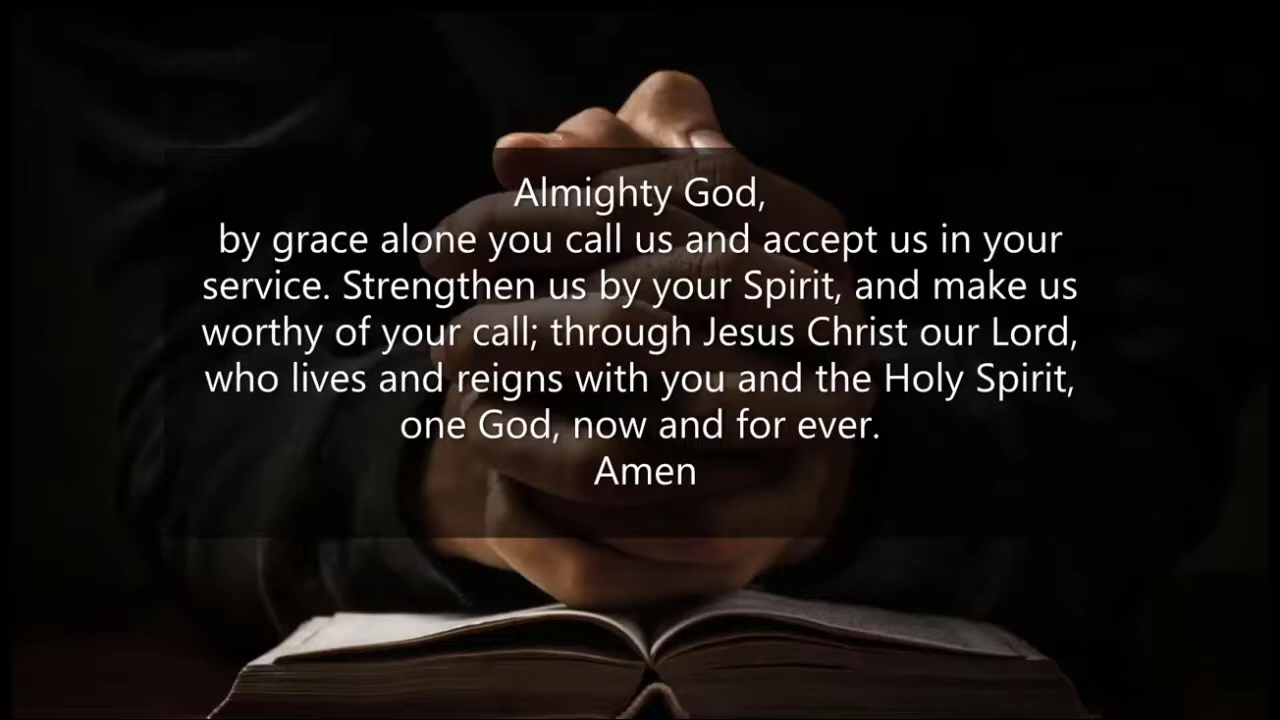 Almighty God,
by grace alone you call us and accept us in your
service. Strengthen us by your Spirit, and make us
worthy of your call; through Jesus Christ our Lord,
who lives and reigns with you and the Holy Spirit,
one God, now and for ever.
Amen